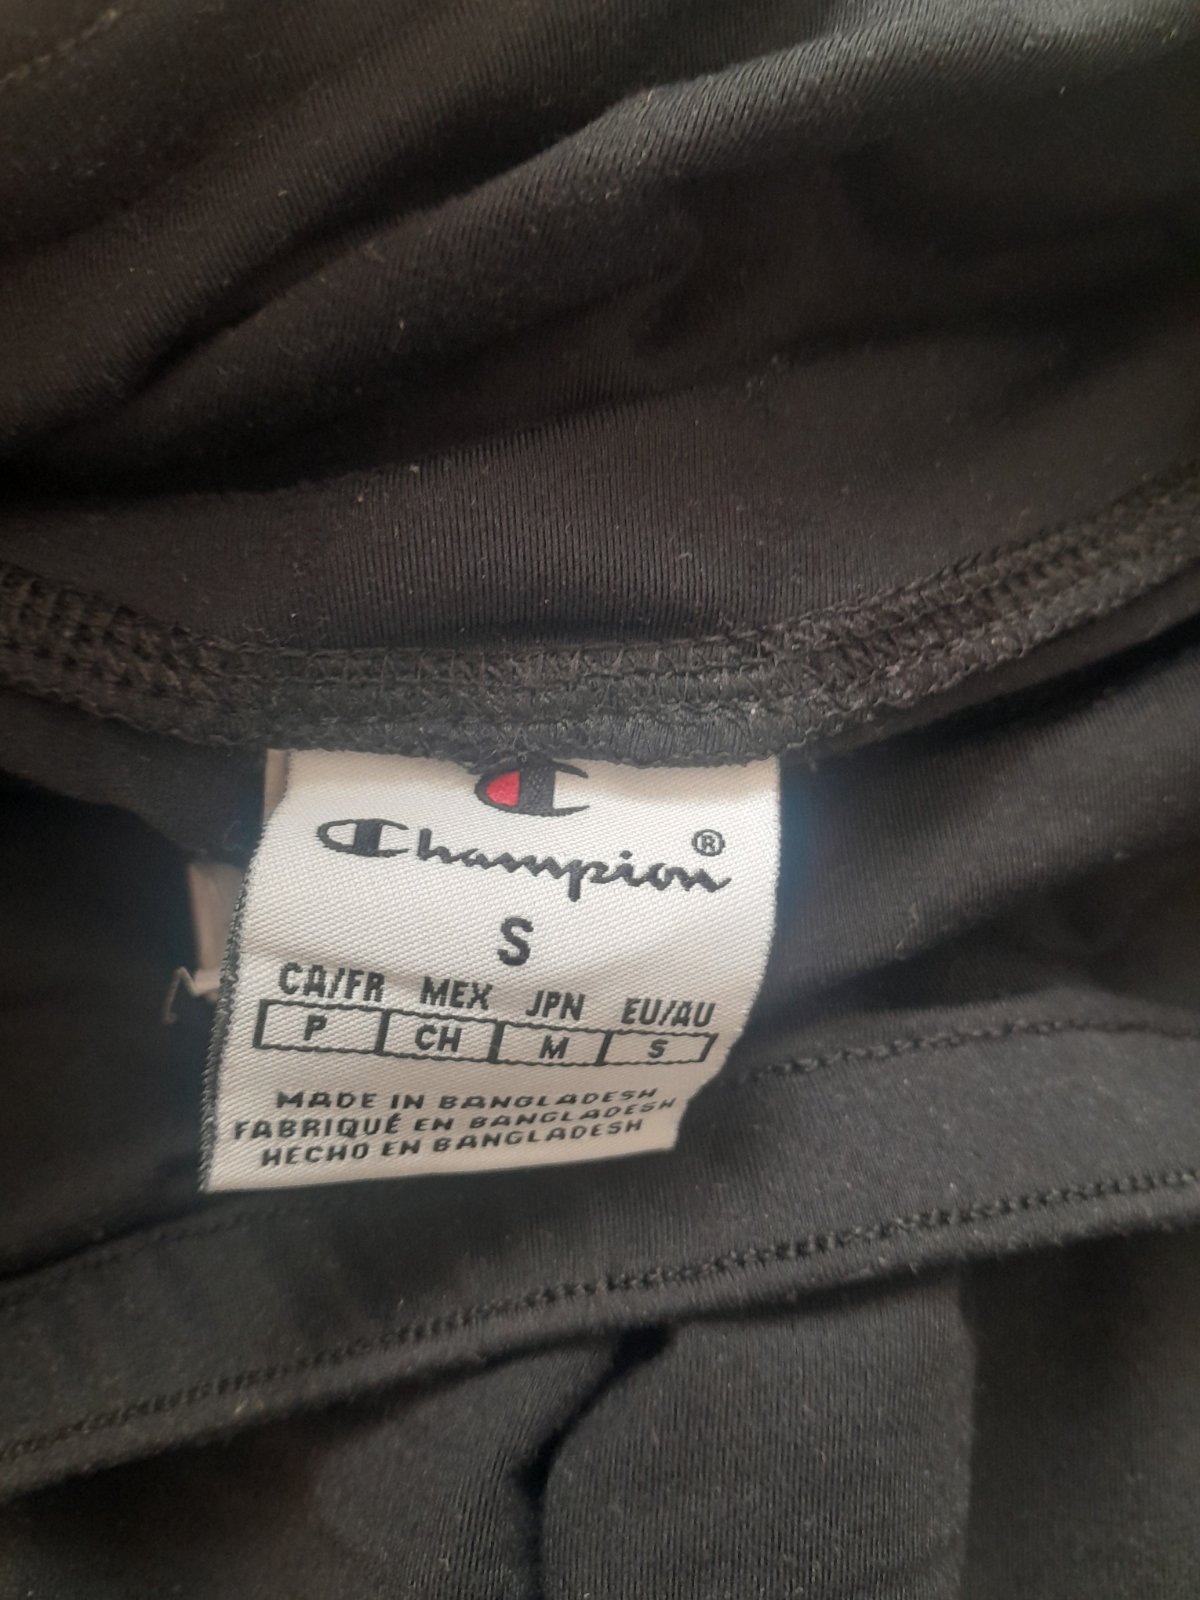 Champion®
S
CA/FR MEX JPN EU/AU
P CH M S
MADE IN BANGLADESH
FABRIQUÉ EN BANGLADESH
HECHO EN BANGLADESH